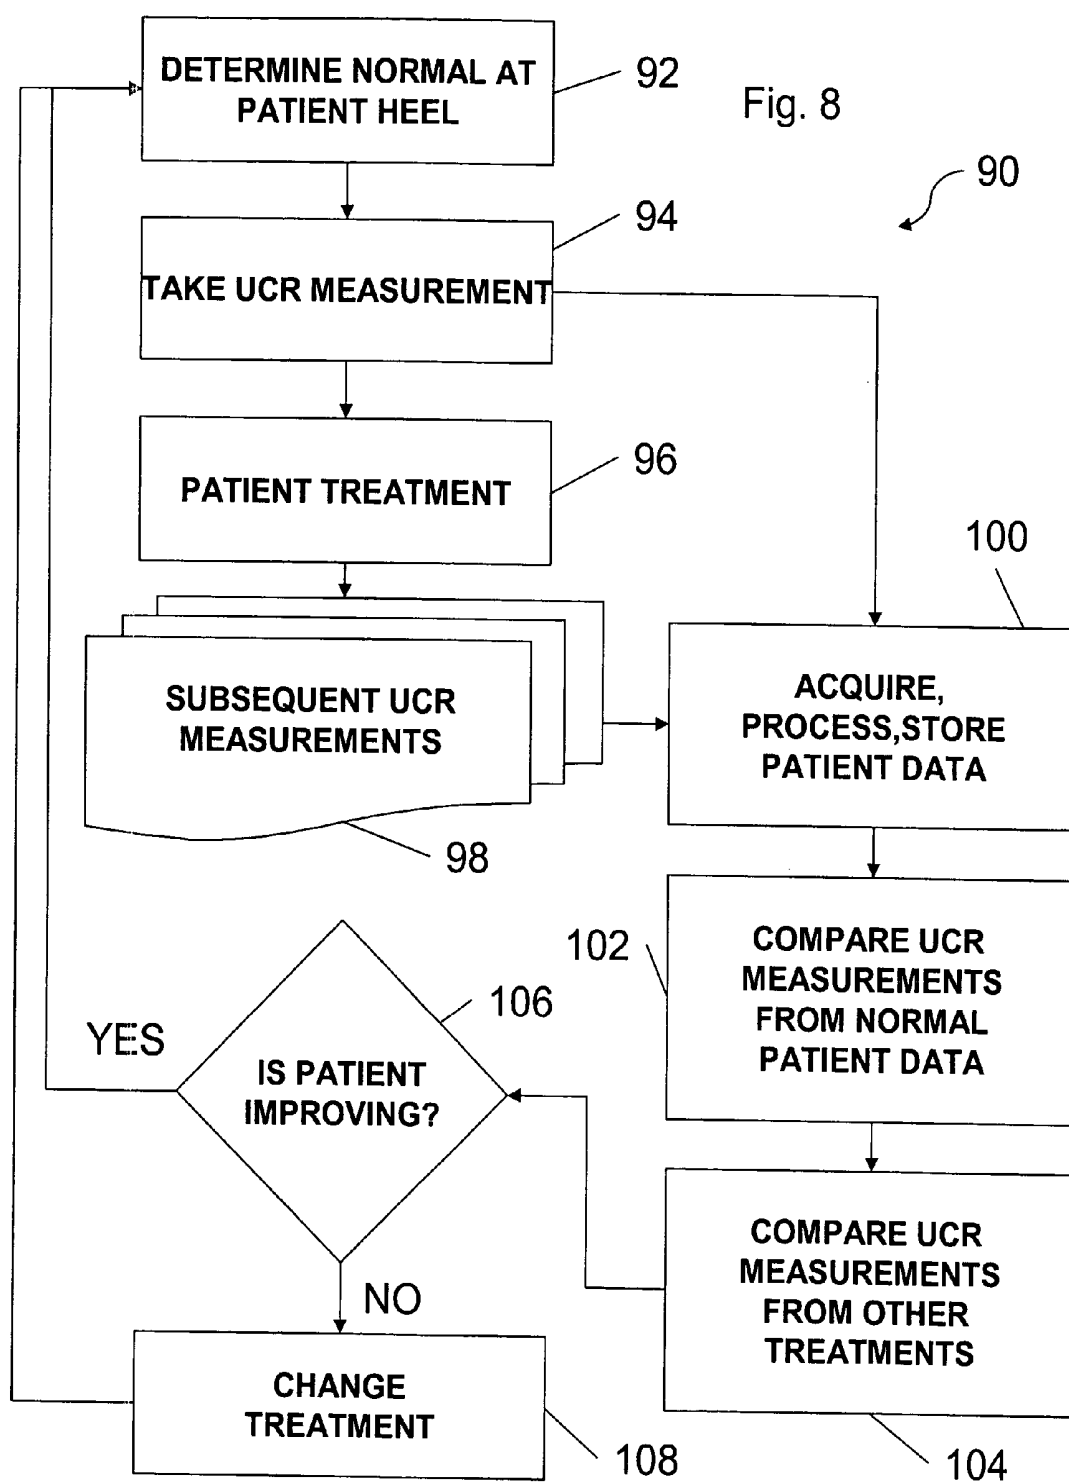 DETERMINE NORMAL AT
PATIENT HEEL
92
Fig. 8
90
TAKE UCR MEASUREMENT
94
PATIENT TREATMENT
96
SUBSEQUENT UCR
MEASUREMENTS
98
100
ACQUIRE,
PROCESS,STORE
PATIENT DATA
102
COMPARE UCR
MEASUREMENTS
FROM NORMAL
PATIENT DATA
COMPARE UCR
MEASUREMENTS
FROM OTHER
TREATMENTS
104
106
IS PATIENT
IMPROVING?
YES
NO
CHANGE
TREATMENT
108